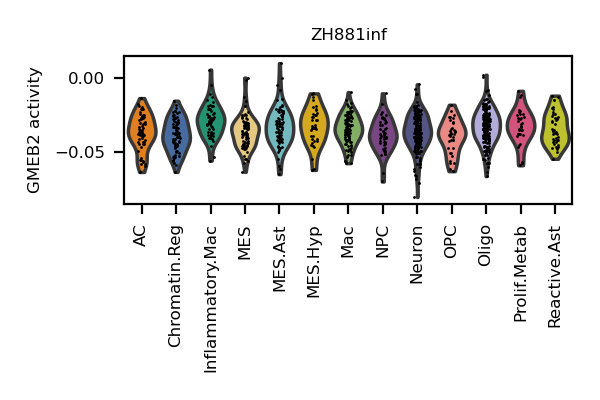 ZH881inf
GMEB2 activity
0.00
−0.05
AC
Chromatin.Reg
Inflammatory.Mac
MES
MES.Ast
MES.Hyp
Mac
NPC
Neuron
OPC
Oligo
Prolif.Metab
Reactive.Ast